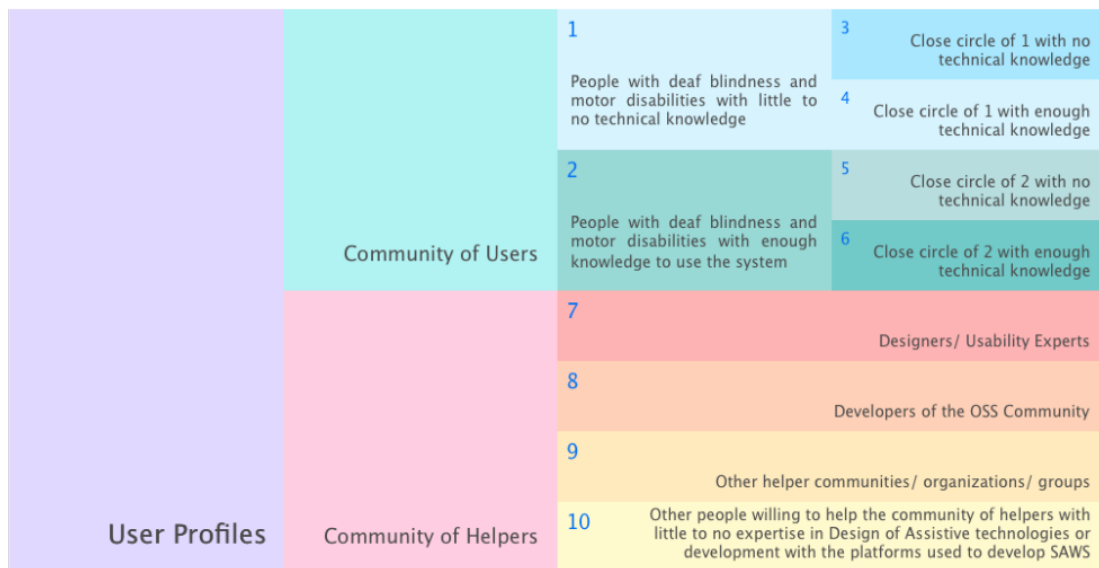 User Profiles
Community of Users
1
People with deaf blindness and
motor disabilities with little to
no technical knowledge
3
Close circle of 1 with no
technical knowledge
4
Close circle of 1 with enough
technical knowledge
2
People with deaf blindness and
motor disabilities with enough
knowledge to use the system
5
Close circle of 2 with no
technical knowledge
6
Close circle of 2 with enough
technical knowledge
Community of Helpers
7
Designers/ Usability Experts
8
Developers of the OSS Community
9
Other helper communities/ organizations/ groups
10
Other people willing to help the community of helpers with
little to no expertise in Design of Assistive technologies or
development with the platforms used to develop SAWS